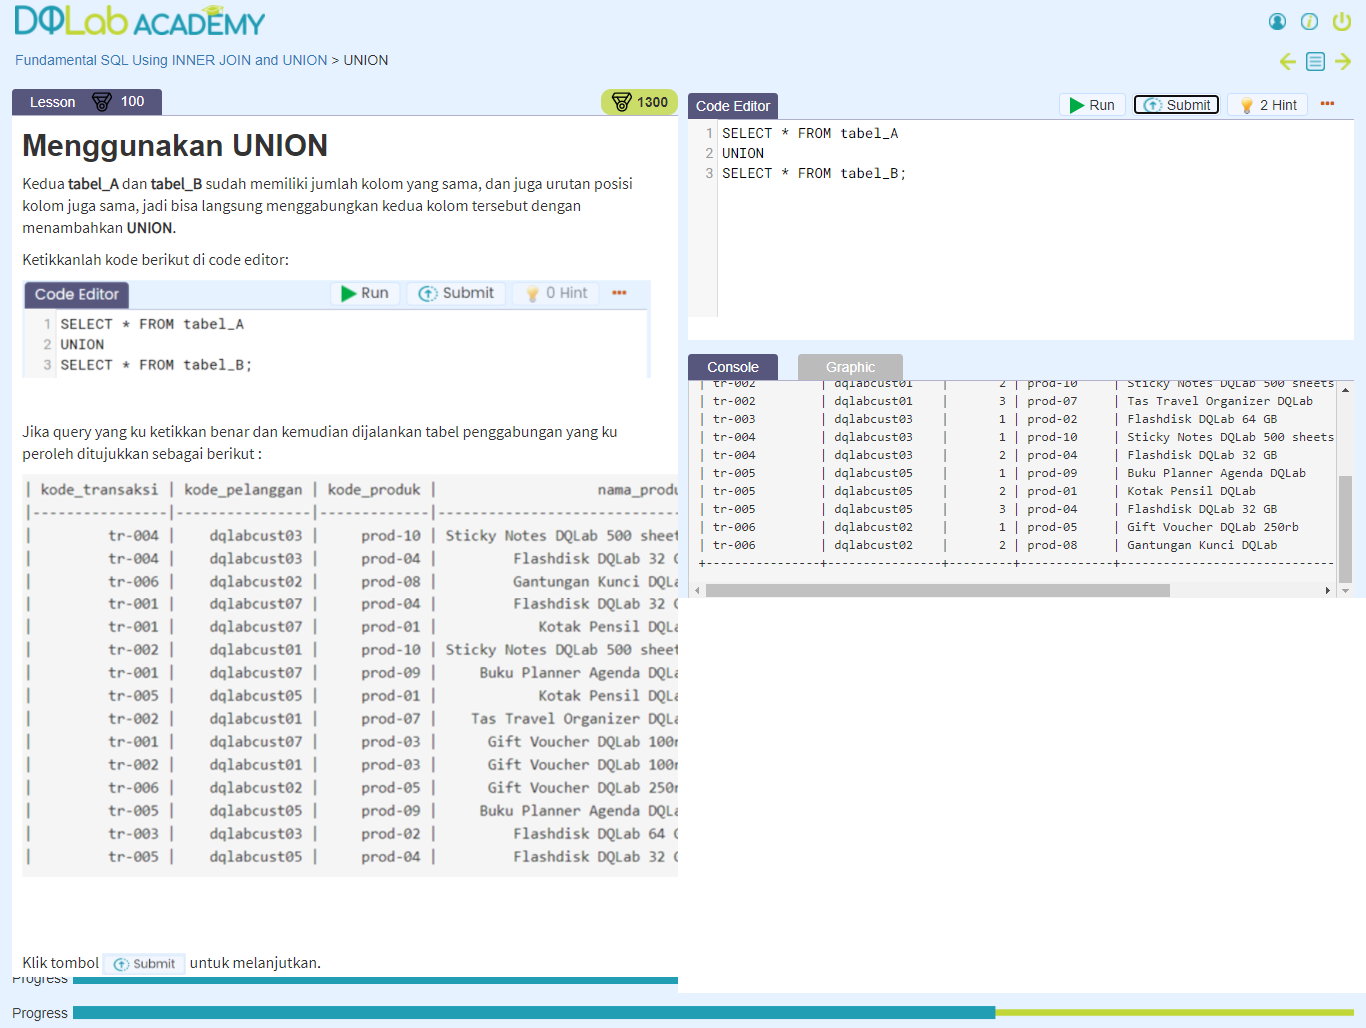 DQLab ACADEMY
Fundamental SQL Using INNER JOIN and UNION > UNION
Lesson 100
1300
Menggunakan UNION
Kedua tabel_A dan tabel_B sudah memiliki jumlah kolom yang sama, dan juga urutan posisi
kolom juga sama, jadi bisa langsung menggabungkan kedua kolom tersebut dengan
menambahkan UNION.
Ketikkanlah kode berikut di code editor:
Code Editor Run Submit 0 Hint
1 SELECT * FROM tabel_A
2 UNION
3 SELECT * FROM tabel_B;
Jika query yang ku ketikkan benar dan kemudian dijalankan tabel penggabungan yang ku
peroleh ditujukkan sebagai berikut :
| kode_transaksi | kode_pelanggan | kode_produk | nama_produ
|----------------|----------------|-------------|----------------------------
| tr-004 | dqlabcust03 | prod-10 | Sticky Notes DQLab 500 sheet
| tr-004 | dqlabcust03 | prod-04 | Flashdisk DQLab 32
| tr-006 | dqlabcust02 | prod-08 | Gantungan Kunci DQLa
| tr-001 | dqlabcust07 | prod-04 | Flashdisk DQLab 32
| tr-001 | dqlabcust07 | prod-01 | Kotak Pensil DQLa
| tr-002 | dqlabcust01 | prod-10 | Sticky Notes DQLab 500 sheet
| tr-001 | dqlabcust07 | prod-09 | Buku Planner Agenda DQLa
| tr-005 | dqlabcust05 | prod-01 | Kotak Pensil DQLa
| tr-002 | dqlabcust01 | prod-07 | Tas Travel Organizer DQLa
| tr-001 | dqlabcust07 | prod-03 | Gift Voucher DQLab 100r
| tr-002 | dqlabcust01 | prod-03 | Gift Voucher DQLab 100r
| tr-006 | dqlabcust02 | prod-05 | Gift Voucher DQLab 250r
| tr-005 | dqlabcust05 | prod-09 | Buku Planner Agenda DQLa
| tr-003 | dqlabcust03 | prod-02 | Flashdisk DQLab 64
| tr-005 | dqlabcust05 | prod-04 | Flashdisk DQLab 32
Klik tombol Submit untuk melanjutkan.
Progress
Progress
Code Editor Run Submit 2 Hint
1 SELECT * FROM tabel_A
2 UNION
3 SELECT * FROM tabel_B;
Console Graphic
| tr-002 | dqlabcust01 | 2 | prod-10 | Sticky Notes DQLab 500 sheets
| tr-002 | dqlabcust01 | 3 | prod-07 | Tas Travel Organizer DQLab
| tr-003 | dqlabcust03 | 1 | prod-02 | Flashdisk DQLab 64 GB
| tr-004 | dqlabcust03 | 1 | prod-10 | Sticky Notes DQLab 500 sheets
| tr-004 | dqlabcust03 | 2 | prod-04 | Flashdisk DQLab 32 GB
| tr-005 | dqlabcust05 | 1 | prod-09 | Buku Planner Agenda DQLab
| tr-005 | dqlabcust05 | 2 | prod-01 | Kotak Pensil DQLab
| tr-005 | dqlabcust05 | 3 | prod-04 | Flashdisk DQLab 32 GB
| tr-006 | dqlabcust02 | 1 | prod-05 | Gift Voucher DQLab 250rb
| tr-006 | dqlabcust02 | 2 | prod-08 | Gantungan Kunci DQLab
+----------------+----------------+---------+-------------+----------------------------